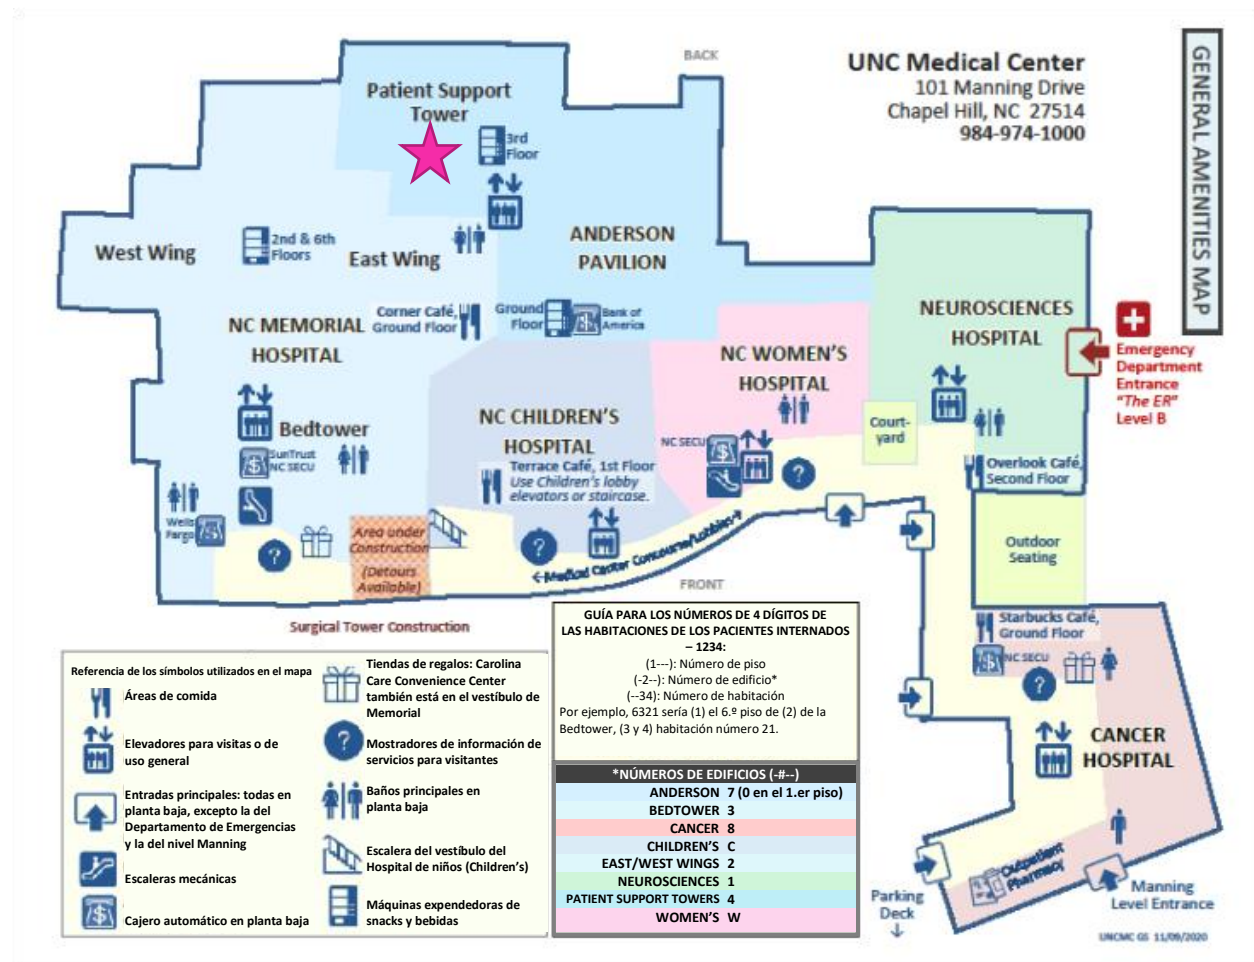 BACK
UNC Medical Center
101 Manning Drive
Chapel Hill, NC  27514
984-974-1000
GENERAL AMENITIES MAP
Patient Support
Tower
3rd
Floor
West Wing
2nd & 6th
Floors
East Wing
ANDERSON
PAVILION
NC MEMORIAL
HOSPITAL
Corner Café,
Ground Floor
Ground
Floor
Bank of
America
NEUROSCIENCES
HOSPITAL
Emergency
Department
Entrance
"The ER"
Level B
NC WOMEN'S
HOSPITAL
NC CHILDREN'S
HOSPITAL
Terrace Café, 1st Floor
Use Children's lobby
elevators or staircase.
Bedtower
SunTrust
NC SECU
NC SECU
Court-
yard
Overlook Café,
Second Floor
Wells
Fargo
Area under
Construction
(Detours
Available)
Medical Center Concourse/Lobbies
FRONT
Outdoor
Seating
Surgical Tower Construction
Starbucks Café,
Ground Floor
NC SECU
CANCER
HOSPITAL
Outpatient
Pharmacy
Parking
Deck
Manning
Level Entrance
UNCMC GS 11/09/2020
Referencia de los símbolos utilizados en el mapa
Áreas de comida
Elevadores para visitas o de
uso general
Entradas principales: todas en
planta baja, excepto la del
Departamento de Emergencias
y la del nivel Manning
Escaleras mecánicas
Cajero automático en planta baja
Tiendas de regalos: Carolina
Care Convenience Center
también está en el vestíbulo de
Memorial
Mostradores de información de
servicios para visitantes
Baños principales en
planta baja
Escalera del vestíbulo del
Hospital de niños (Children's)
Máquinas expendedoras de
snacks y bebidas
GUÍA PARA LOS NÚMEROS DE 4 DÍGITOS DE
LAS HABITACIONES DE LOS PACIENTES INTERNADOS
– 1234:
(1---): Número de piso
(-2--): Número de edificio*
(--34): Número de habitación
Por ejemplo, 6321 sería (1) el 6.º piso de (2) de la
Bedtower, (3 y 4) habitación número 21.
*NÚMEROS DE EDIFICIOS (-#--)
ANDERSON 7 (0 en el 1.er piso)
BEDTOWER 3
CANCER 8
CHILDREN'S C
EAST/WEST WINGS 2
NEUROSCIENCES 1
PATIENT SUPPORT TOWERS 4
WOMEN'S W